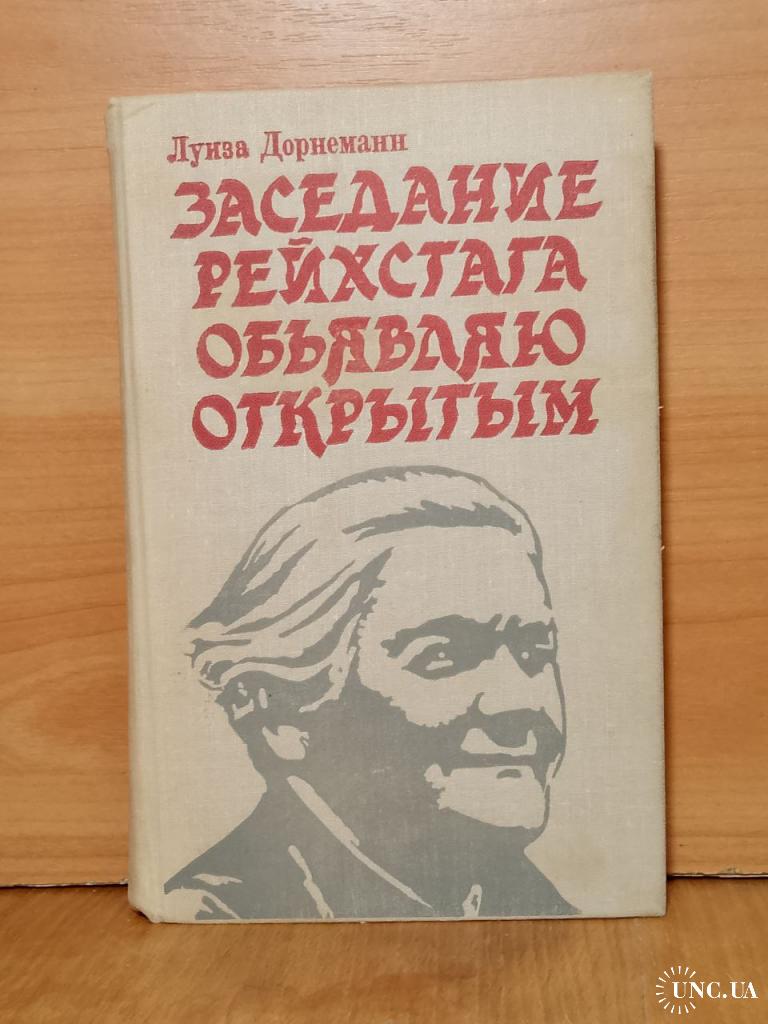 Луиза Дорнеманн
ЗАСЕДАНИЕ
РЕЙХСТАГА
ОБЪЯВЛЯЮ
ОТКРЫТЫМ
UNC.UA